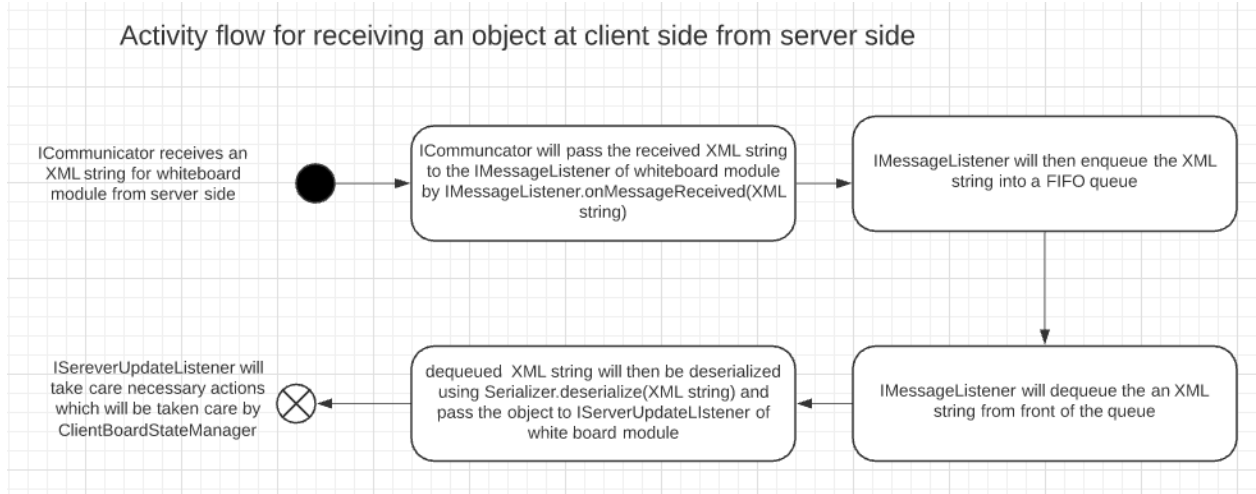 Activity flow for receiving an object at client side from server side
ICommunicator receives an
XML string for whiteboard
module from server side
ICommuncator will pass the received XML string
to the IMessageListener of whiteboard module
by IMessageListener.onMessageReceived(XML
string)
IMessageListener will then enqueue the XML
string into a FIFO queue
ISereverUpdateListener will
take care necessary actions
which will be taken care by
ClientBoardStateManager
dequeued XML string will then be deserialized
using Serializer.deserialize(XML string) and
pass the object to IServerUpdateLIstener of
white board module
IMessageListener will dequeue the an XML
string from front of the queue